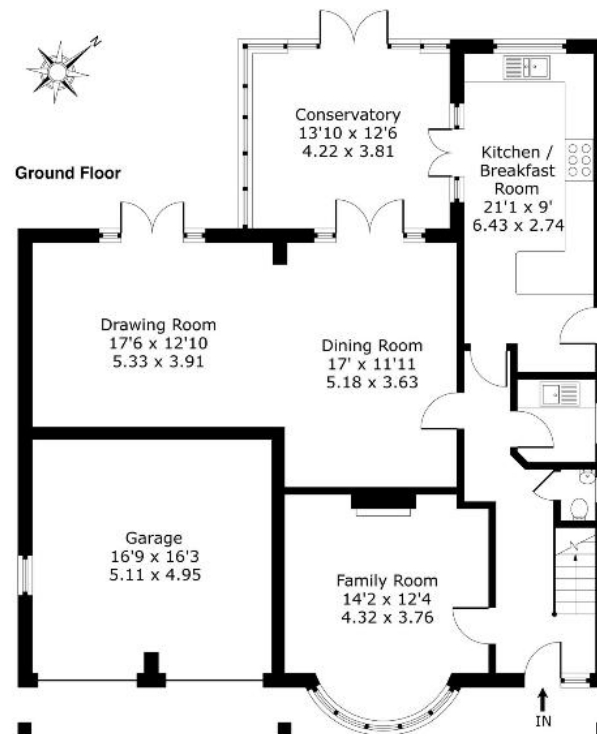 N
Ground Floor
Conservatory
13'10 x 12'6
4.22 x 3.81
Kitchen /
Breakfast
Room
21'1 x 9'
6.43 x 2.74
Drawing Room
17'6 x 12'10
5.33 x 3.91
Dining Room
17' x 11'11
5.18 x 3.63
Garage
16'9 x 16'3
5.11 x 4.95
Family Room
14'2 x 12'4
4.32 x 3.76
IN